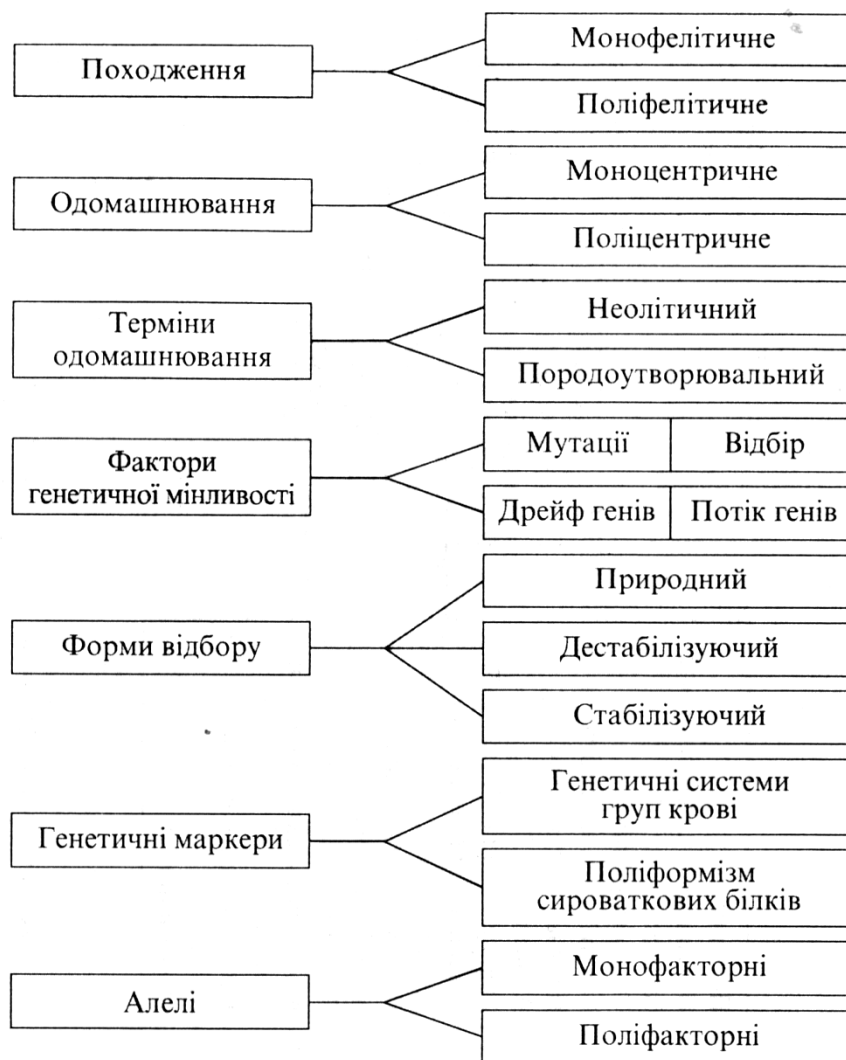 Походження
Монофелітичне
Поліфелітичне
Одомашнювання
Моноцентричне
Поліцентричне
Терміни
одомашнювання
Неолітичний
Породоутворювальний
Фактори
генетичної мінливості
Мутації
Відбір
Дрейф генів
Потік генів
Форми відбору
Природний
Дестабілізуючий
Стабілізуючий
Генетичні маркери
Генетичні системи
груп крові
Поліформізм
сироваткових білків
Алелі
Монофакторні
Поліфакторні